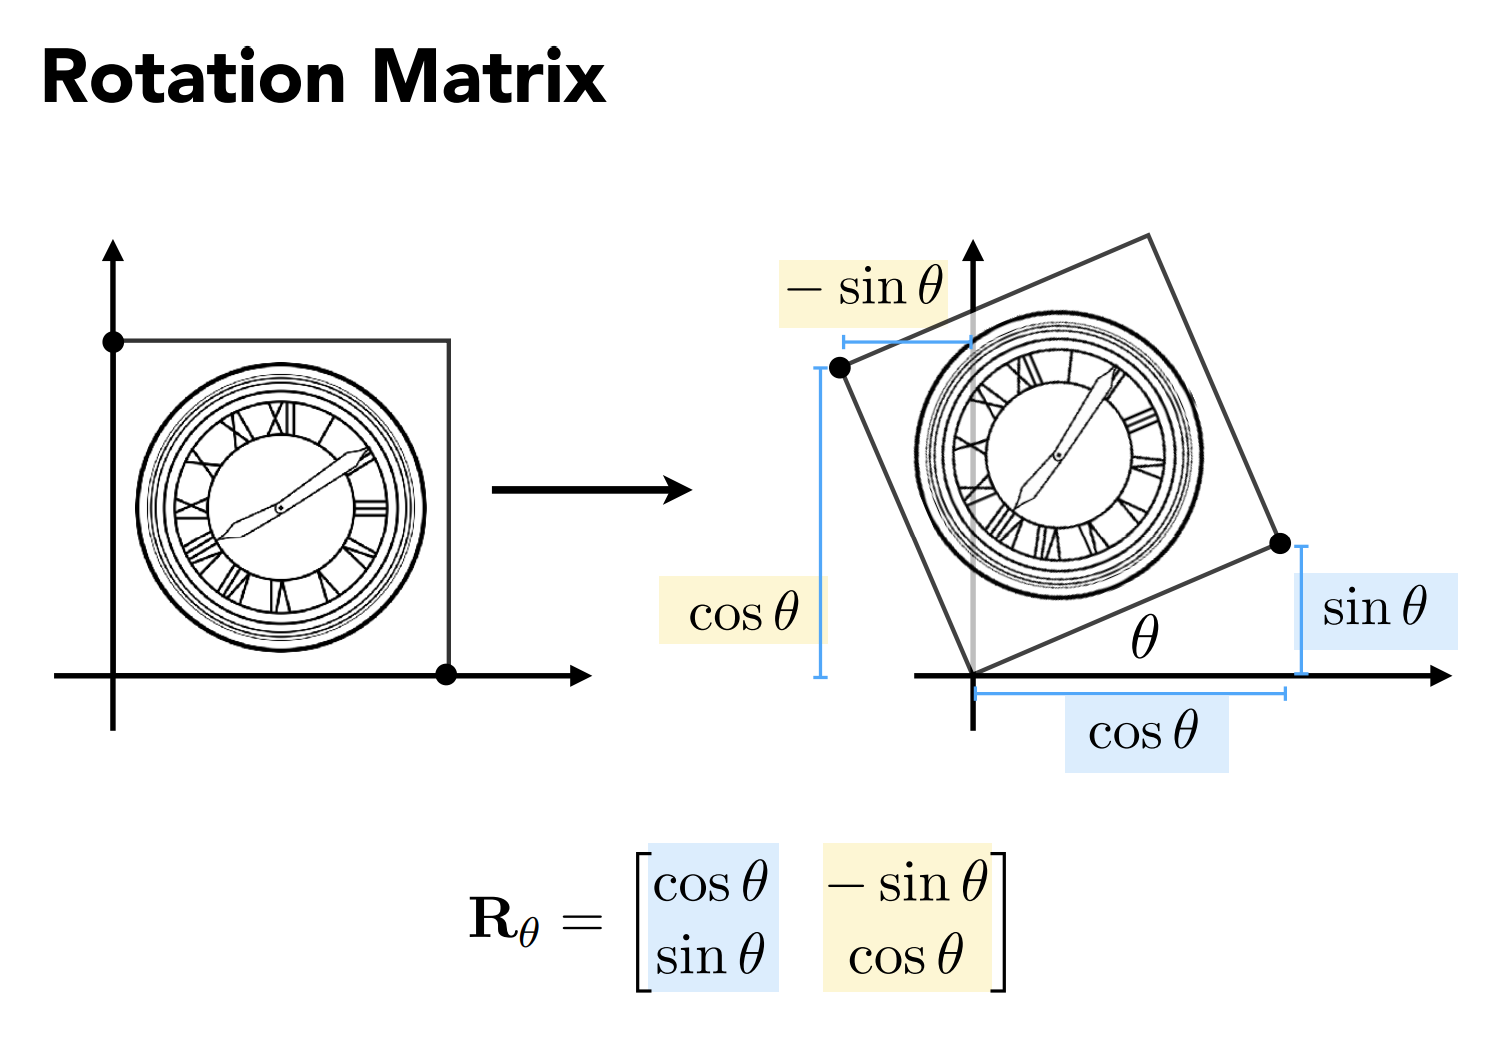 Rotation Matrix
− sin θ
cos θ
θ
sin θ
cos θ
R_θ = [cos θ − sin θ
sin θ cos θ]